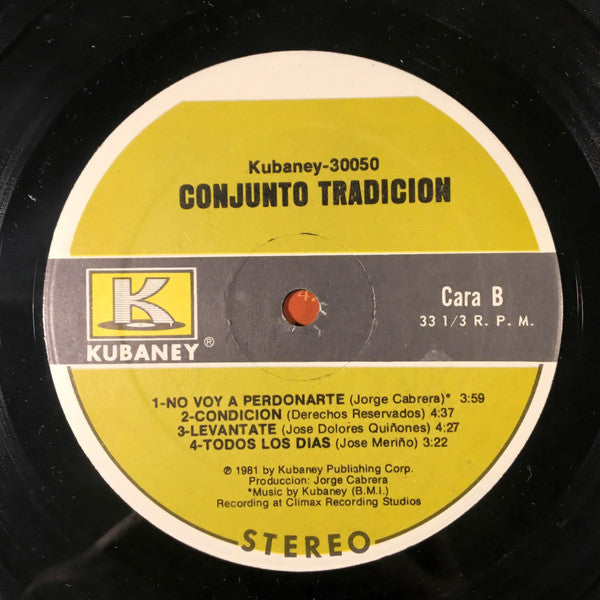 Kubaney-30050
CONJUNTO TRADICION
K
KUBANEY®
Cara B
33 1/3 R. P. M.
1-NO VOY A PERDONARTE (Jorge Cabrera)* 3:59
2-CONDICION (Derechos Reservados) 4:37
3-LEVANTATE (Jose Dolores Quiñones) 4:27
4-TODOS LOS DIAS (Jose Meriño) 3:22
℗ 1981 by Kubaney Publishing Corp.
Produccion: Jorge Cabrera
*Music by Kubaney (B.M.I.)
Recording at Climax Recording Studios
STEREO